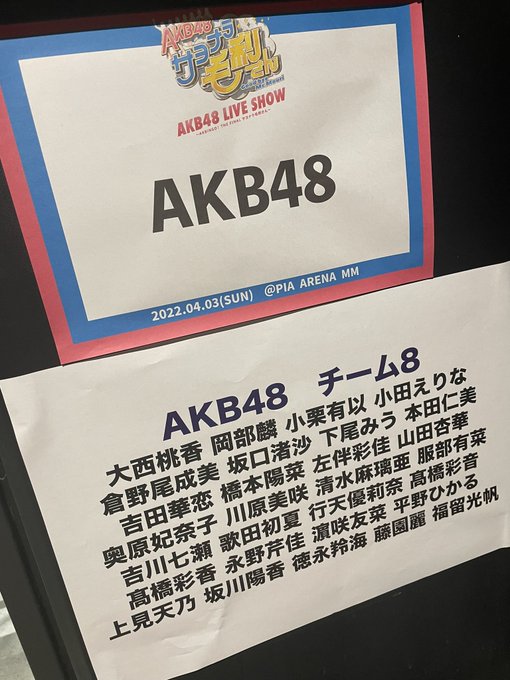 AKB48
サヨナラ
毛利さん
AKB48 LIVE SHOW
AKB48
2022.04.03(SUN) @PIA ARENA MM
AKB48 チーム8
大西桃香 岡部麟 小栗有以 小田えりな
倉野尾成美 坂口渚沙 下尾みう 本田仁美
吉田華恋 橋本陽菜 左伴彩佳 山田杏華
奥原妃奈子 川原美咲 清水麻璃亜 服部有菜
吉川七瀬 歌田初夏 行天優莉奈 髙橋彩音
髙橋彩香 永野芹佳 濵咲友菜 平野ひかる
上見天乃 坂川陽香 徳永羚海 藤園麗 福留光帆